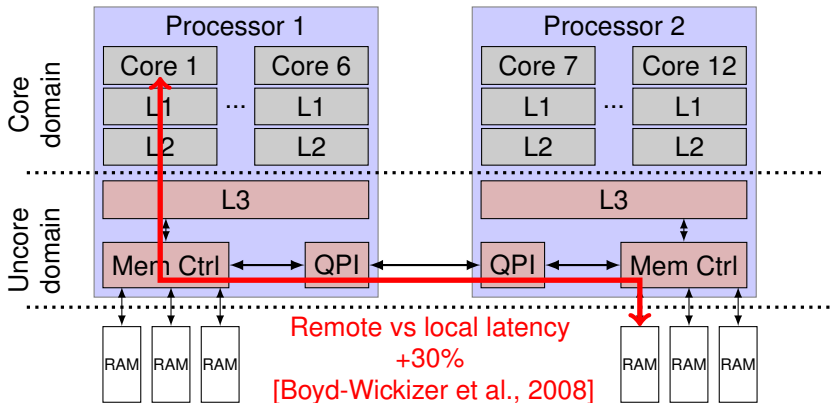 Processor 1
Processor 2
Core domain
Core 1
Core 6
Core 7
Core 12
L1
...
L1
L1
...
L1
L2
L2
L2
L2
Uncore domain
L3
L3
Mem Ctrl
QPI
QPI
Mem Ctrl
RAM
RAM
RAM
Remote vs local latency
+30%
[Boyd-Wickizer et al., 2008]
RAM
RAM
RAM